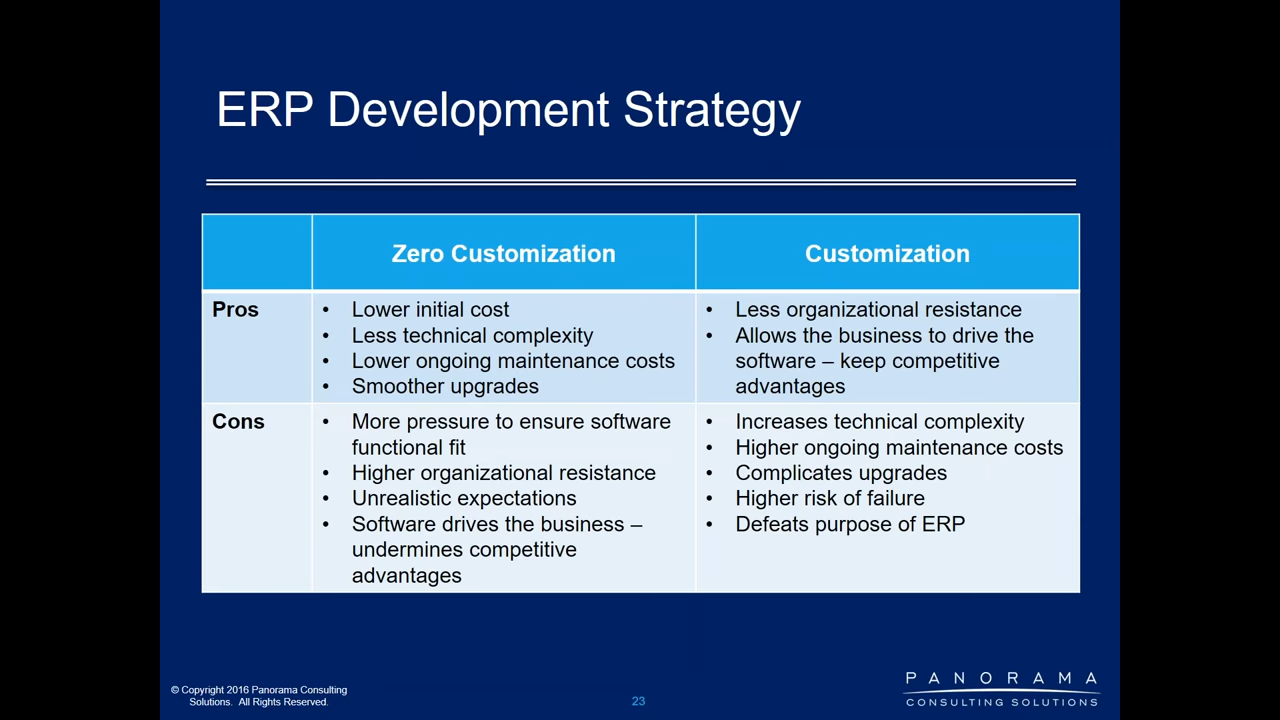 ERP Development Strategy
Zero Customization
Customization
Pros
• Lower initial cost
• Less technical complexity
• Lower ongoing maintenance costs
• Smoother upgrades
• Less organizational resistance
• Allows the business to drive the
software – keep competitive
advantages
Cons
• More pressure to ensure software
functional fit
• Higher organizational resistance
• Unrealistic expectations
• Software drives the business –
undermines competitive
advantages
• Increases technical complexity
• Higher ongoing maintenance costs
• Complicates upgrades
• Higher risk of failure
• Defeats purpose of ERP
© Copyright 2016 Panorama Consulting
Solutions. All Rights Reserved.
23
PANORAMA
CONSULTING SOLUTIONS